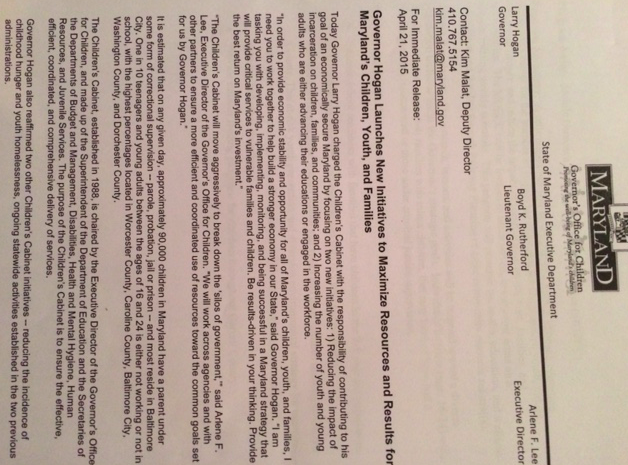 MARYLAND
Governor's Office for Children
Promoting the well-being of Maryland's children
State of Maryland Executive Department
Larry Hogan
Governor
Boyd K. Rutherford
Lieutenant Governor
Arlene F. Lee
Executive Director
Contact: Kim Malat, Deputy Director
410.767.5154
kim.malat@maryland.gov
For Immediate Release:
April 21, 2015
Governor Hogan Launches New Initiatives to Maximize Resources and Results for
Maryland's Children, Youth, and Families
Today Governor Larry Hogan charged the Children's Cabinet with the responsibility of contributing to his
goal of an economically secure Maryland by focusing on two new initiatives: 1) Reducing the impact of
incarceration on children, families, and communities; and 2) Increasing the number of youth and young
adults who are either advancing their educations or engaged in the workforce.
"In order to provide economic stability and opportunity for all of Maryland's children, youth, and families, I
need you to work together to help build a stronger economy in our State," said Governor Hogan. "I am
tasking you with developing, implementing, monitoring, and being successful in a Maryland strategy that
will provide critical services to vulnerable families and children. Be results-driven in your thinking. Provide
the best return on Maryland's investment."
"The Children's Cabinet will move aggressively to break down the 'silos of government,'" said Arlene F.
Lee, Executive Director of the Governor's Office for Children, "We will work across agencies and with
other partners to ensure a more efficient and coordinated use of resources toward the common goals set
for us by Governor Hogan."
It is estimated that on any given day, approximately 90,000 children in Maryland have a parent under
some form of correctional supervision -- parole, probation, jail or prison -- and most reside in Baltimore
City. One in 10 teenagers and young adults between the ages of 16 and 24 is either not working or not in
school, with the highest percentages located in Worcester County, Caroline County, Baltimore City,
Washington County, and Dorchester County.
The Children's Cabinet, established in 1988, is chaired by the Executive Director of the Governor's Office
for Children, and made up of the Superintendent of the Department of Education and the Secretaries of
the Departments of Budget and Management, Disabilities, Health and Mental Hygiene, Human
Resources, and Juvenile Services. The purpose of the Children's Cabinet is to ensure the effective,
efficient, coordinated, and comprehensive delivery of services.
Governor Hogan also reaffirmed two other Children's Cabinet initiatives -- reducing the incidence of
childhood hunger and youth homelessness, ongoing statewide activities established in the two previous
administrations.